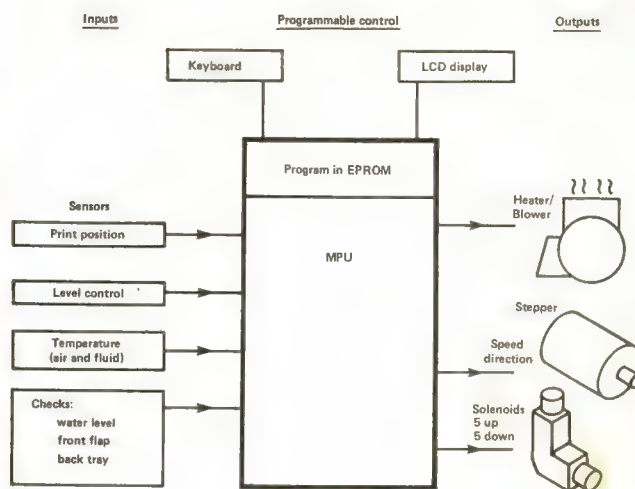 Inputs
Programmable control
Outputs
Keyboard
LCD display
Program in EPROM
MPU
Sensors
Print position
Level control
Temperature
(air and fluid)
Checks:
water level
front flap
back tray
Heater/
Blower
Stepper
Speed
direction
Solenoids
5 up
5 down